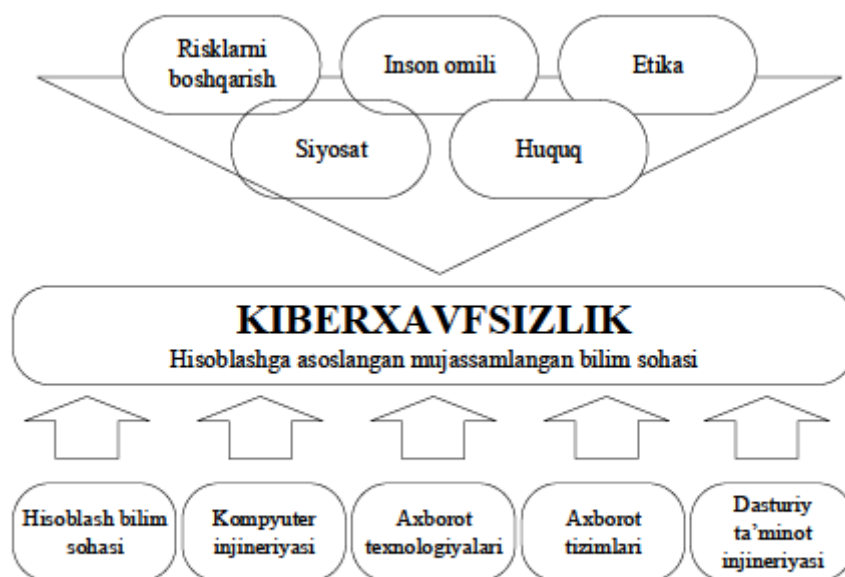 Risklarni
boshqarish
Inson omili
Etika
Siyosat
Huquq
KIBERXAVFSIZLIK
Hisoblashga asoslangan mujassamlangan bilim sohasi
Hisoblash bilim
sohasi
Kompyuter
injineriyasi
Axborot
texnologiyalari
Axborot
tizimlari
Dasturiy
ta’minot
injineriyasi